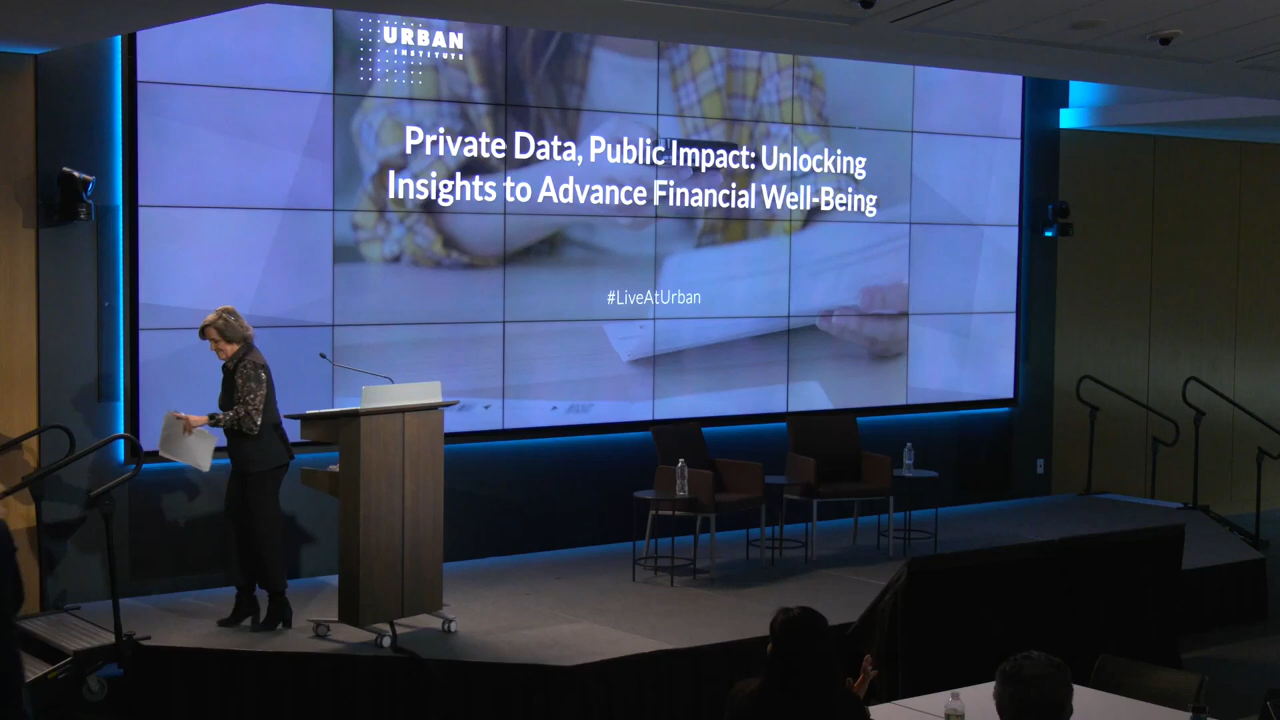 URBAN
INSTITUTE
Private Data, Public Impact: Unlocking
Insights to Advance Financial Well-Being
#LiveAtUrban